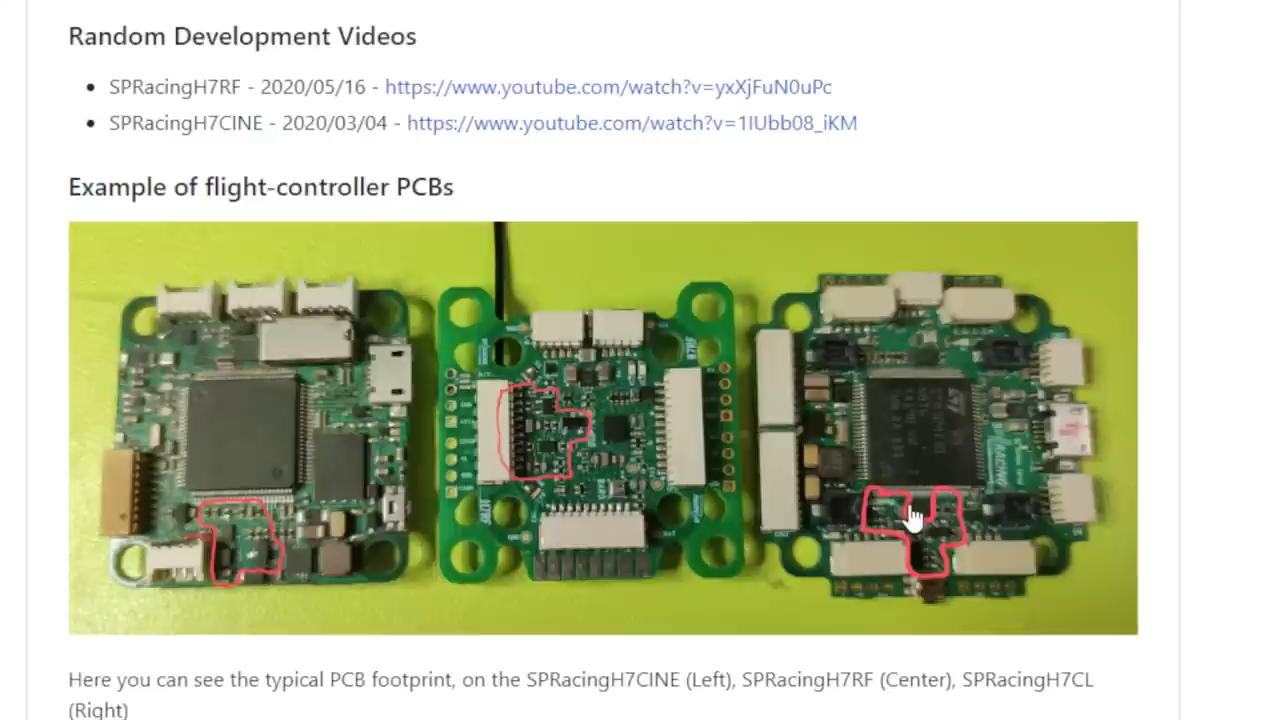 Random Development Videos
SPRacingH7RF - 2020/05/16 - https://www.youtube.com/watch?v=yxXjFuN0uPc
SPRacingH7CINE - 2020/03/04 - https://www.youtube.com/watch?v=1IUbb08_iKM
Example of flight-controller PCBs
H7RF
H7RF
Here you can see the typical PCB footprint, on the SPRacingH7CINE (Left), SPRacingH7RF (Center), SPRacingH7CL
(Right)